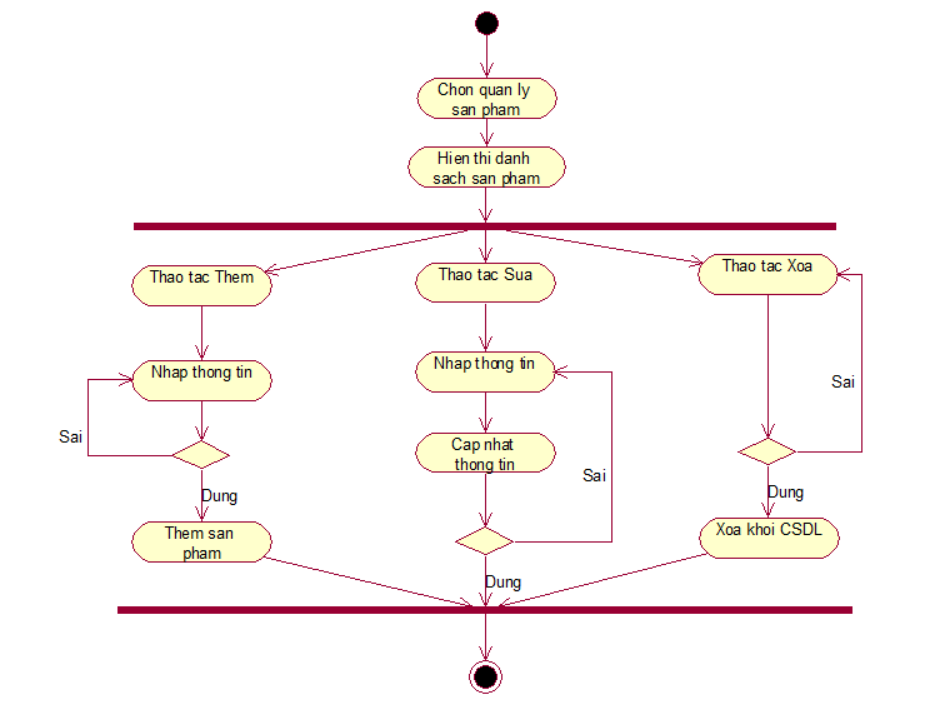 Chon quan ly
san pham
Hien thi danh
sach san pham
Thao tac Them
Thao tac Sua
Thao tac Xoa
Nhap thong tin
Nhap thong tin
Sai
Sai
Cap nhat
thong tin
Sai
Dung
Dung
Them san
pham
Xoa khoi CSDL
Dung